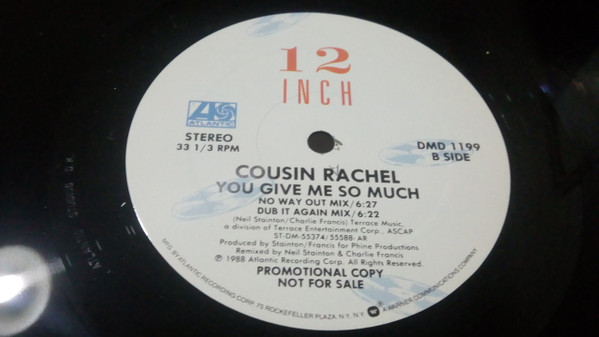 12
INCH
ATLANTIC
STEREO
33 1/3 RPM
DMD 1199
B SIDE
COUSIN RACHEL
YOU GIVE ME SO MUCH
NO WAY OUT MIX/6:27
DUB IT AGAIN MIX/6:22
(Neil Stainton/Charlie Francis) Terrace Music,
a division of Terrace Entertainment Corp., ASCAP
ST-DM-55374/55588-AR
Produced by Stainton/Francis for Phine Productions
Remixed by Neil Stainton & Charlie Francis
℗ 1988 Atlantic Recording Corp. All Rights Reserved.
PROMOTIONAL COPY
NOT FOR SALE
MFG. BY ATLANTIC RECORDING CORP., 75 ROCKEFELLER PLAZA, N.Y. N.Y. A WARNER COMMUNICATIONS COMPANY